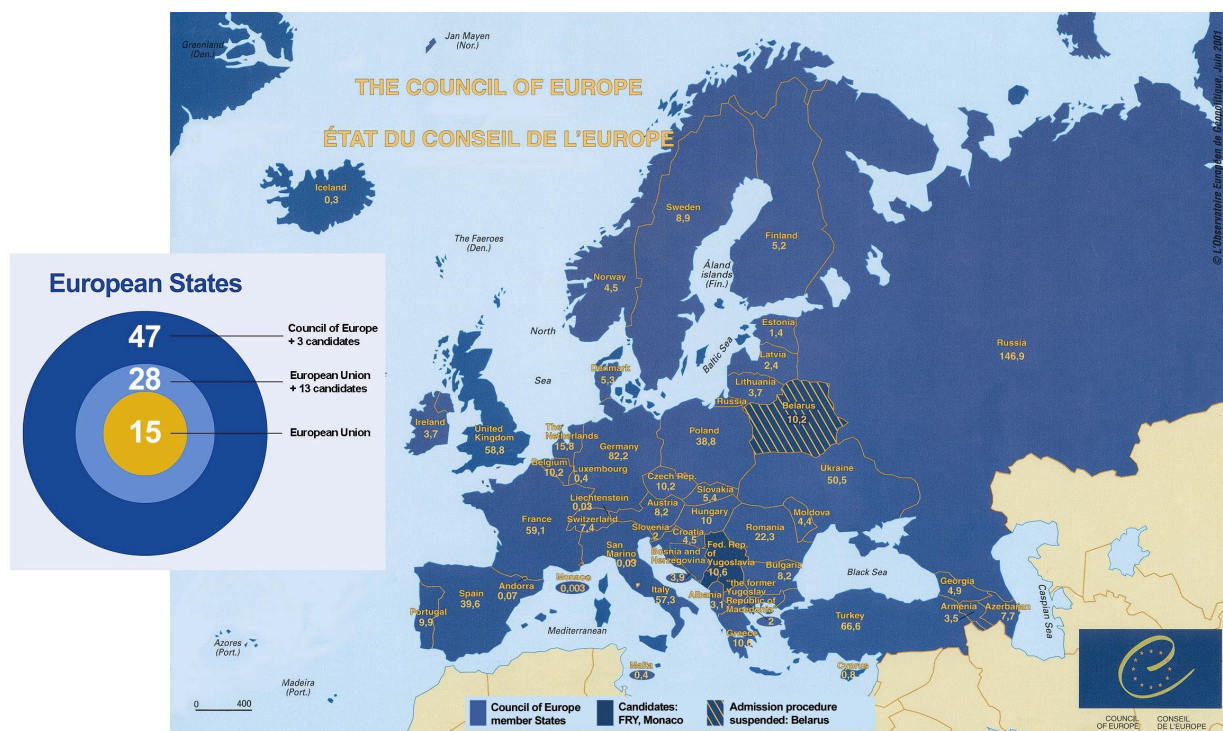 Greenland
(Den.)
Jan Mayen
(Nor.)
THE COUNCIL OF EUROPE
ÉTAT DU CONSEIL DE L'EUROPE
© L'Observatoire Européen de Géopolitique, Juin 2001
Iceland
0,3
Sweden
8,9
Finland
5,2
The Faeroes
(Den.)
Åland
islands
(Fin.)
Norway
4,5
European States
47
Council of Europe
+ 3 candidates
28
European Union
+ 13 candidates
15
European Union
North
Sea
Baltic Sea
Estonia
1,4
Latvia
2,4
Lithuania
3,7
Russia
Russia
146,9
Denmark
5,3
Belarus
10,2
Ireland
3,7
United
Kingdom
58,8
The
Netherlands
15,8
Germany
82,2
Poland
38,8
Belgium
10,2
Luxembourg
0,4
Czech Rep.
10,2
Slovakia
5,4
Ukraine
50,5
Liechtenstein
0,03
Austria
8,2
Hungary
10
Moldova
4,4
France
59,1
Switzerland
7,4
Slovenia
2
Croatia
4,5
Romania
22,3
San
Marino
0,03
Bosnia and
Herzegovina
3,9
Fed. Rep.
of
Yugoslavia
10,6
Bulgaria
8,2
Black Sea
Caspian Sea
Georgia
4,9
Armenia
3,5
Azerbaijan
7,7
Andorra
0,07
Monaco
0,003
Spain
39,6
Portugal
9,9
Italy
57,3
Albania
3,1
"the former
Yugoslav
Republic of
Macedonia"
2
Turkey
66,6
Greece
Mediterranean
Malta
0,4
Cyprus
0,8
Azores
(Port.)
Madeira
(Port.)
0 400
Council of Europe
member States
Candidates:
FRY, Monaco
Admission procedure
suspended: Belarus
COUNCIL
OF EUROPE
CONSEIL
DE L'EUROPE